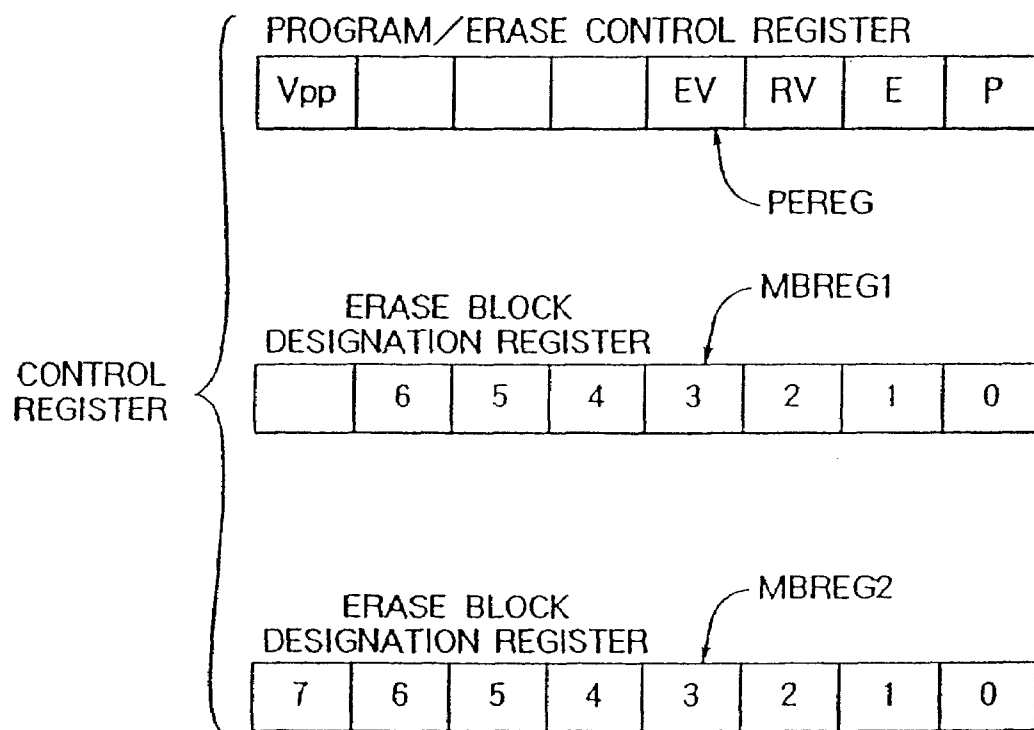 PROGRAM/ERASE CONTROL REGISTER
Vpp EV RV E P
PEREG
MBREG1
ERASE BLOCK
DESIGNATION REGISTER
6 5 4 3 2 1 0
CONTROL
REGISTER
MBREG2
ERASE BLOCK
DESIGNATION REGISTER
7 6 5 4 3 2 1 0